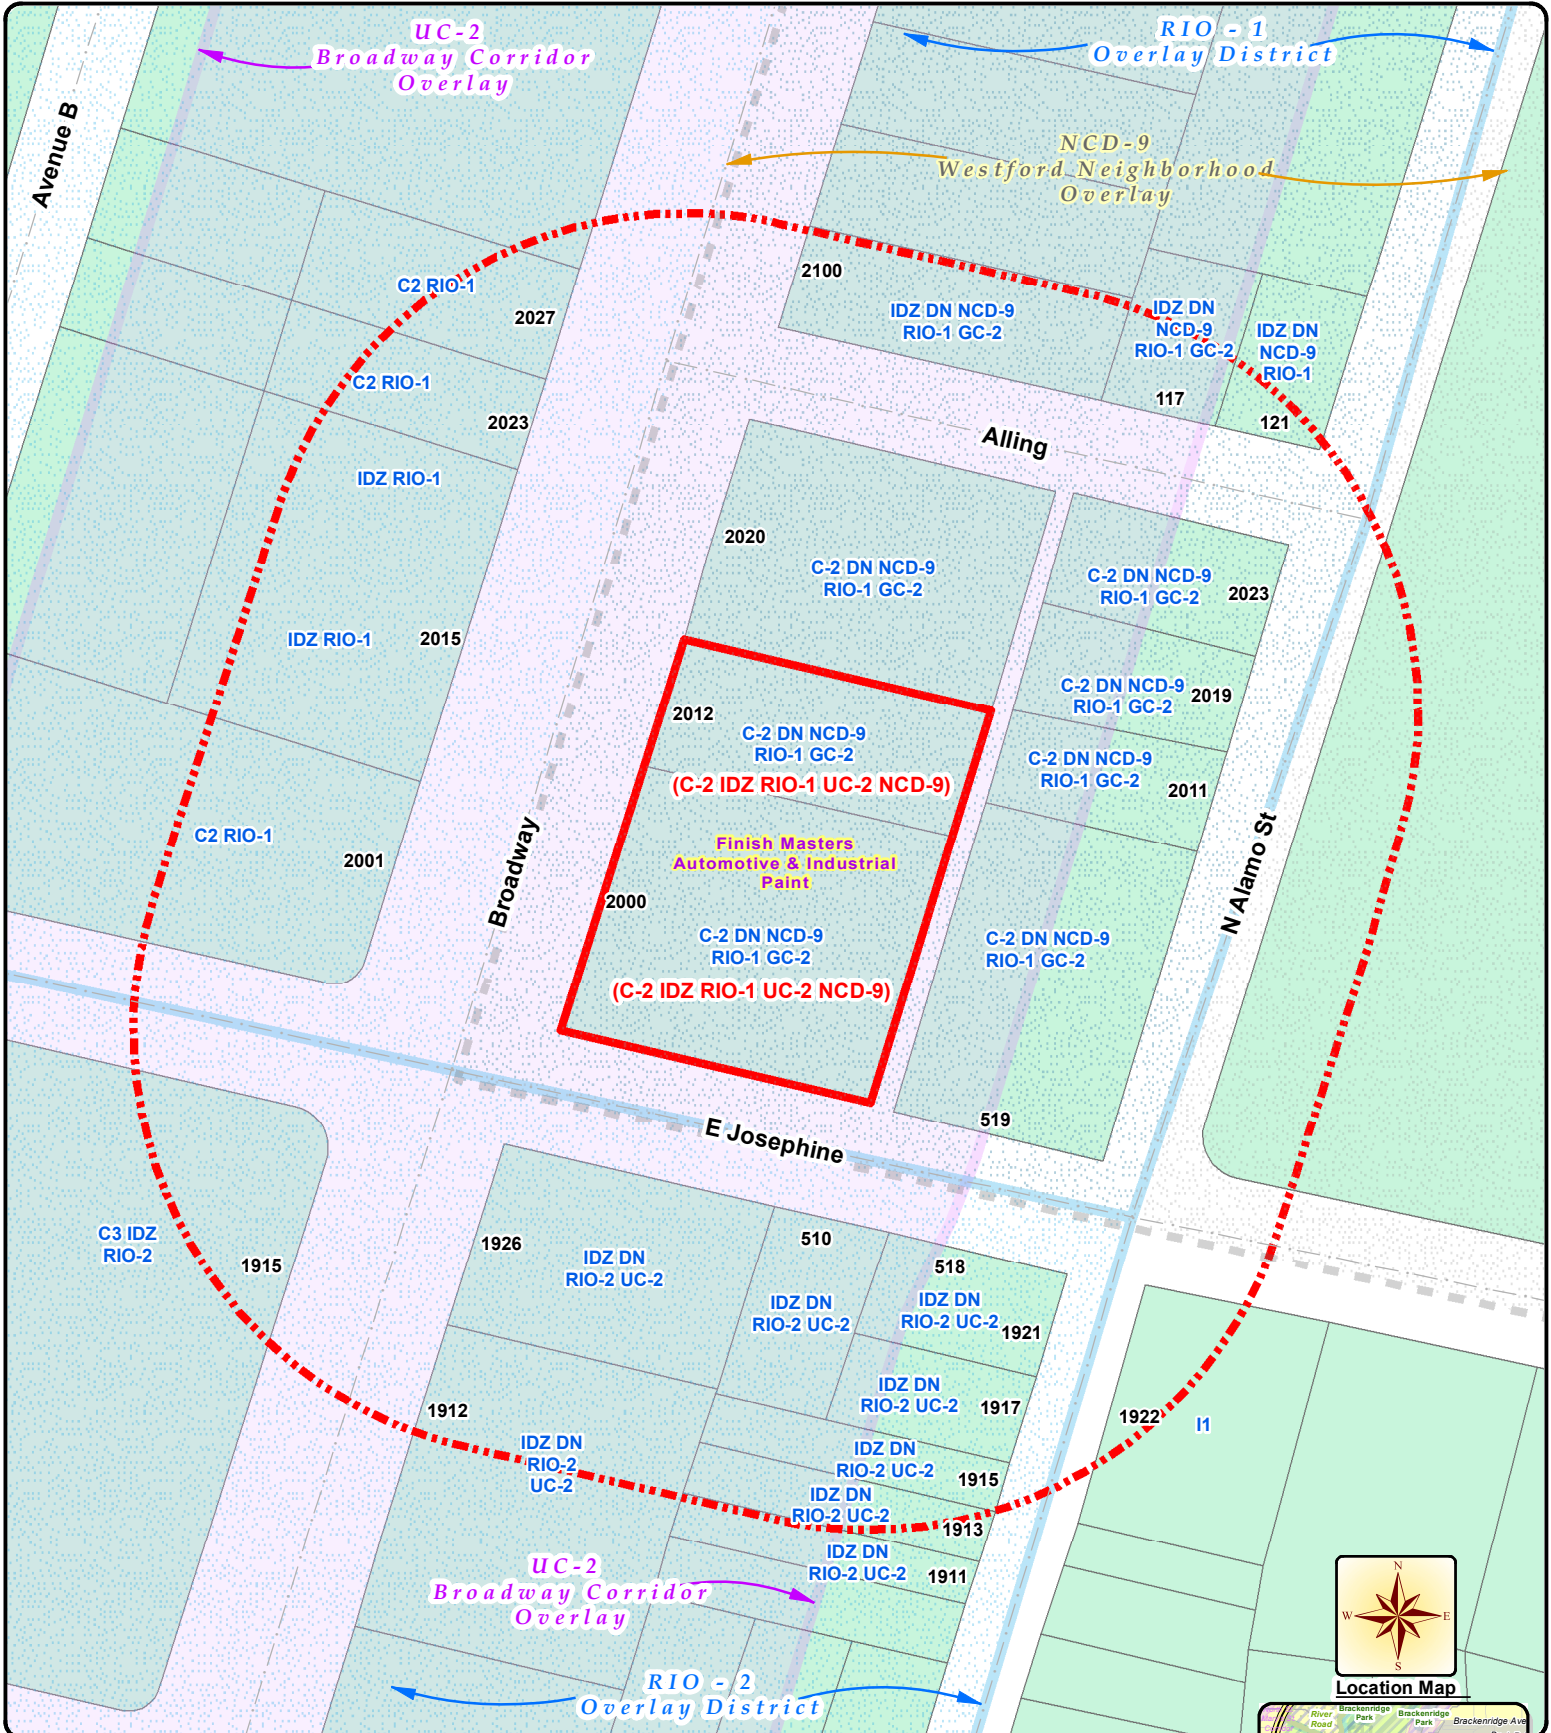 UC-2
Broadway Corridor
Overlay
RIO - 1
Overlay District
Avenue B
NCD-9
Westford Neighborhood
Overlay
C2 RIO-1
2027
2100
IDZ DN NCD-9
RIO-1 GC-2
IDZ DN
NCD-9
RIO-1 GC-2
IDZ DN
NCD-9
RIO-1
C2 RIO-1
2023
117
121
Alling
IDZ RIO-1
2020
C-2 DN NCD-9
RIO-1 GC-2
C-2 DN NCD-9
RIO-1 GC-2
2023
IDZ RIO-1
2015
C-2 DN NCD-9
RIO-1 GC-2
2019
2012
C-2 DN NCD-9
RIO-1 GC-2
(C-2 IDZ RIO-1 UC-2 NCD-9)
C-2 DN NCD-9
RIO-1 GC-2
2011
C2 RIO-1
2001
Broadway
Finish Masters
Automotive & Industrial
Paint
N Alamo St
2000
C-2 DN NCD-9
RIO-1 GC-2
(C-2 IDZ RIO-1 UC-2 NCD-9)
C-2 DN NCD-9
RIO-1 GC-2
519
E Josephine
C3 IDZ
RIO-2
1915
1926
IDZ DN
RIO-2 UC-2
510
IDZ DN
RIO-2 UC-2
518
IDZ DN
RIO-2 UC-2
1921
IDZ DN
RIO-2 UC-2
1917
1912
IDZ DN
RIO-2
UC-2
IDZ DN
RIO-2 UC-2
1915
IDZ DN
RIO-2 UC-2
1913
IDZ DN
RIO-2 UC-2
1911
1922
I1
UC-2
Broadway Corridor
Overlay
RIO - 2
Overlay District
N
W
E
S
Location Map
River
Road
Brackenridge
Park
Brackenridge
Park
Brackenridge Ave